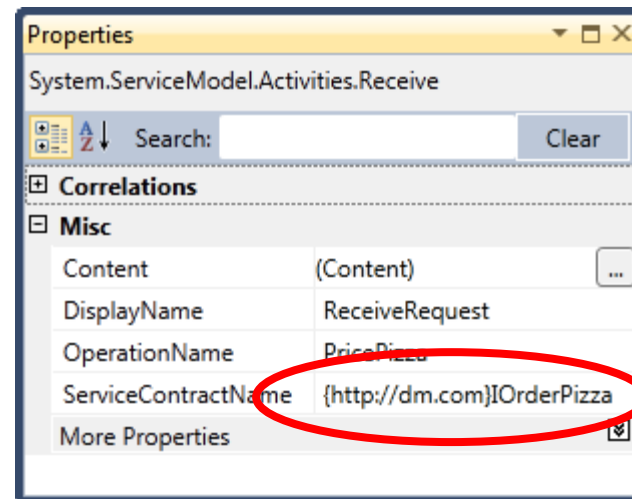 Properties
System.ServiceModel.Activities.Receive
Search: Clear
Correlations
Misc
Content (Content) ...
DisplayName ReceiveRequest
OperationName PricePizza
ServiceContractName {http://dm.com}IOrderPizza
More Properties